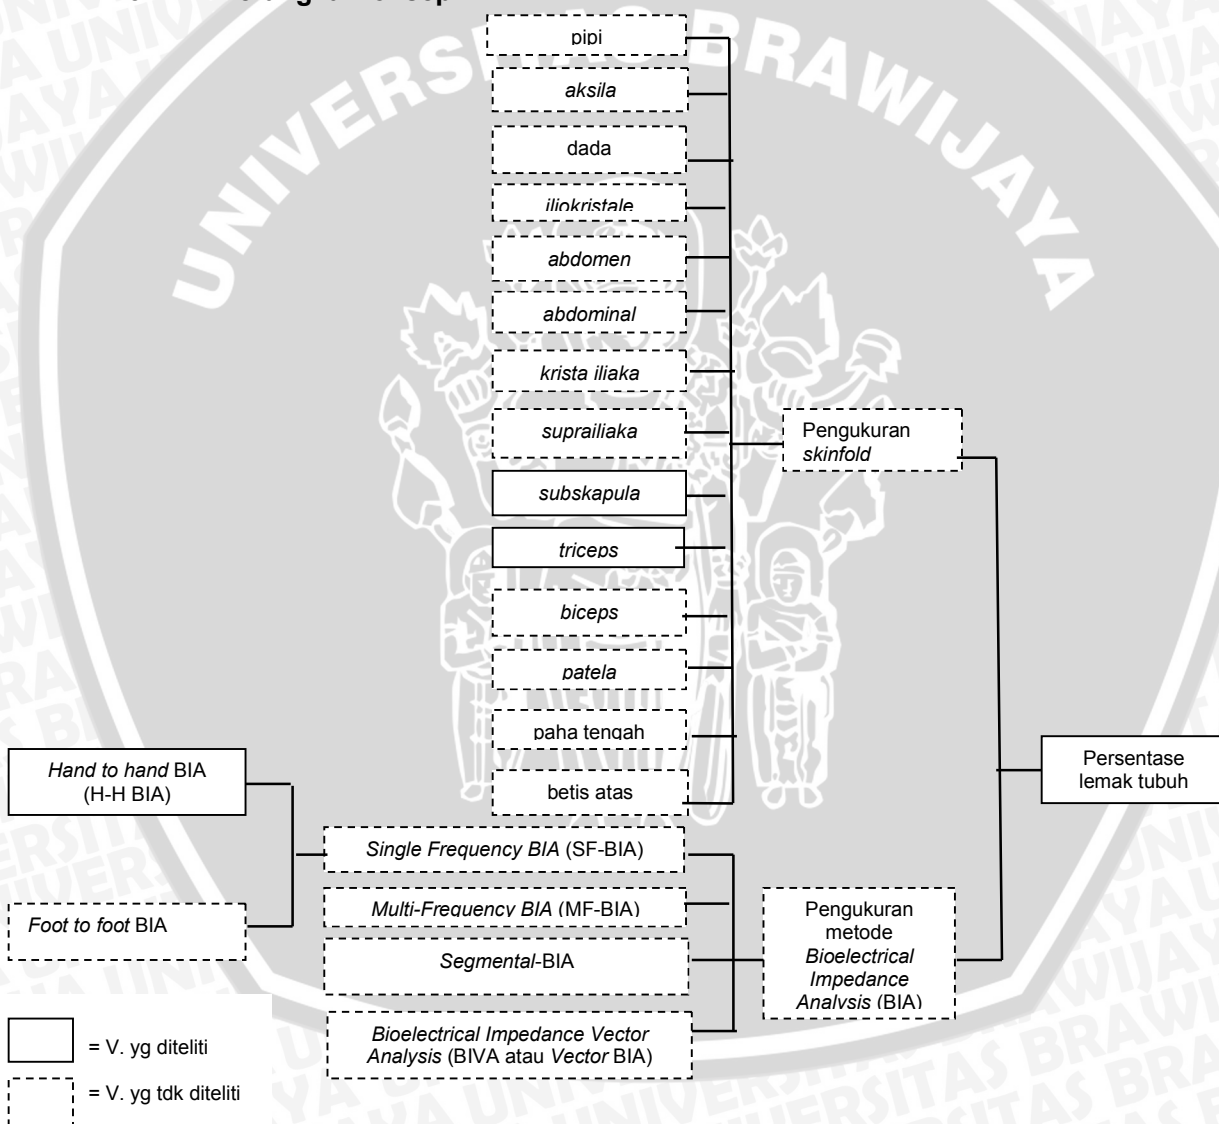 UNIVERSITAS BRAWIJAYA
pipi
aksila
dada
iliokristale
abdomen
abdominal
krista iliaka
suprailiaka
subskapula
triceps
biceps
patela
paha tengah
betis atas
Pengukuran
skinfold
Persentase
lemak tubuh
Hand to hand BIA
(H-H BIA)
Foot to foot BIA
Single Frequency BIA (SF-BIA)
Multi-Frequency BIA (MF-BIA)
Segmental-BIA
Bioelectrical Impedance Vector
Analysis (BIVA atau Vector BIA)
Pengukuran
metode
Bioelectrical
Impedance
Analysis (BIA)
= V. yg diteliti
= V. yg tdk diteliti